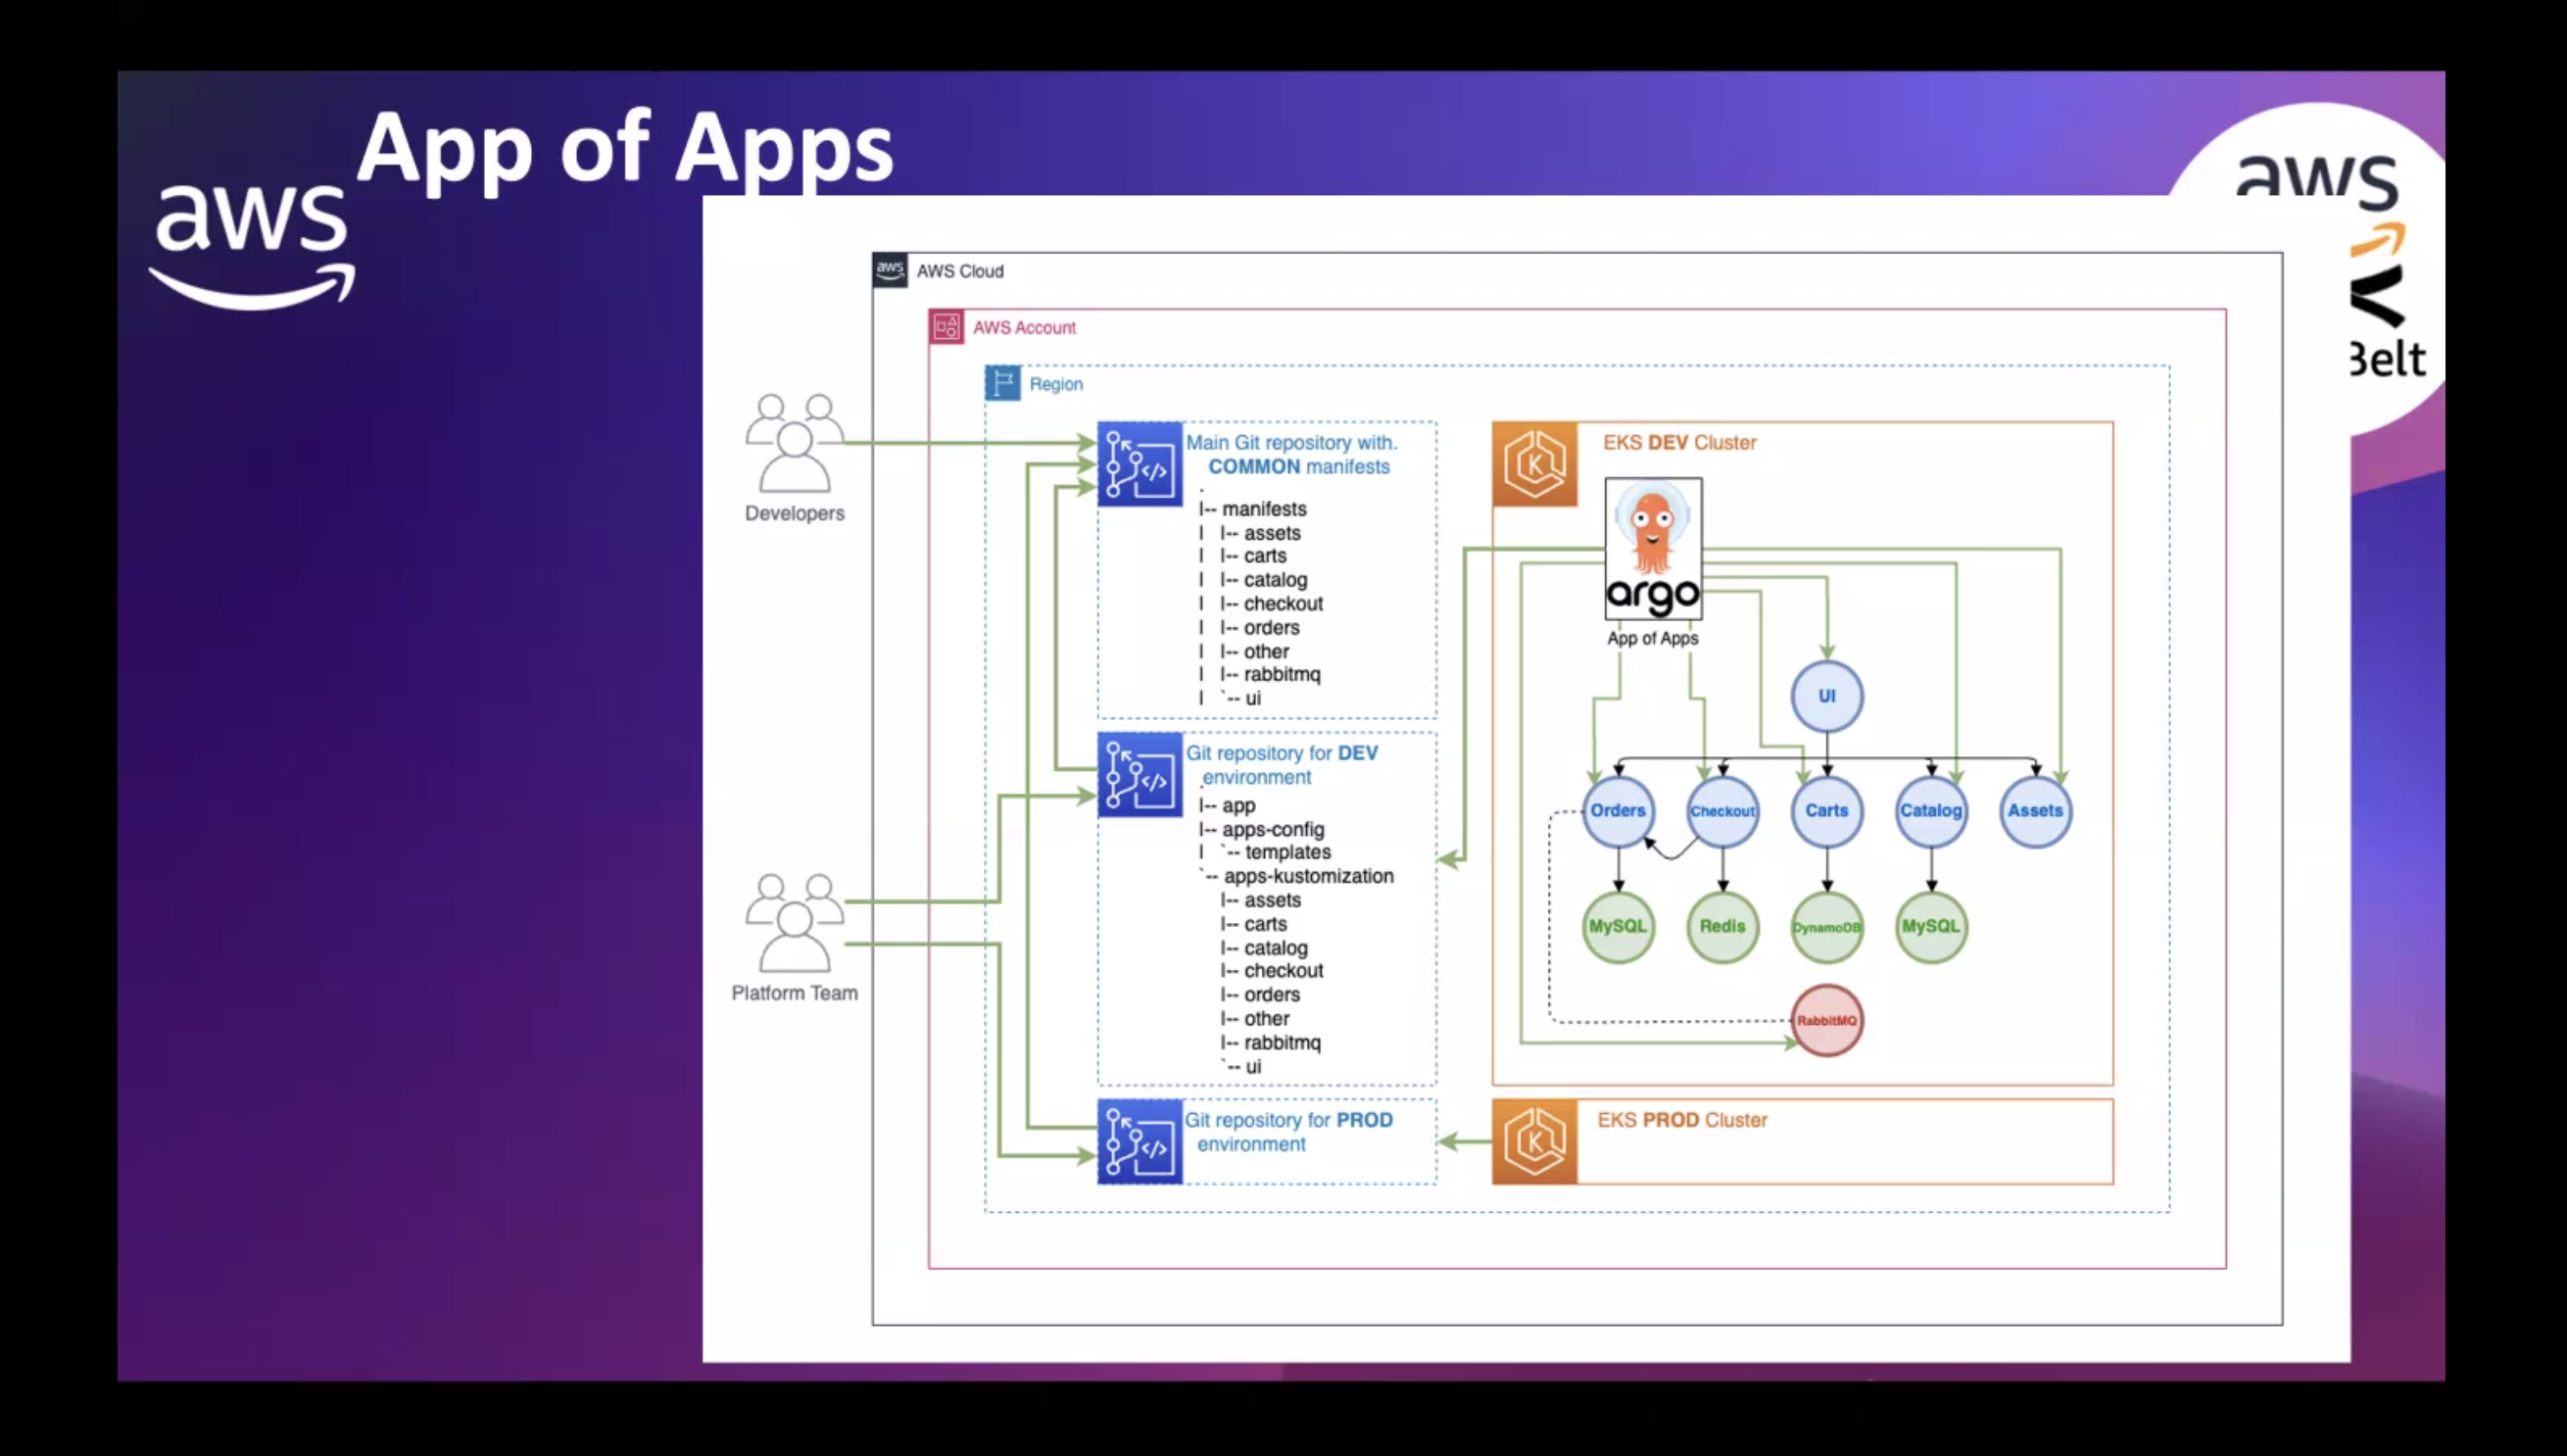 App of Apps
aws
aws
Belt
aws
AWS Cloud
AWS Account
Region
Developers
Platform Team
Main Git repository with.
COMMON manifests
.
|-- manifests
| |-- assets
| |-- carts
| |-- catalog
| |-- checkout
| |-- orders
| |-- other
| |-- rabbitmq
| `-- ui
Git repository for DEV
environment
.
|-- app
|-- apps-config
| `-- templates
`-- apps-kustomization
|-- assets
|-- carts
|-- catalog
|-- checkout
|-- orders
|-- other
|-- rabbitmq
`-- ui
Git repository for PROD
environment
EKS DEV Cluster
argo
App of Apps
UI
Orders
Checkout
Carts
Catalog
Assets
MySQL
Redis
DynamoDB
MySQL
RabbitMQ
EKS PROD Cluster